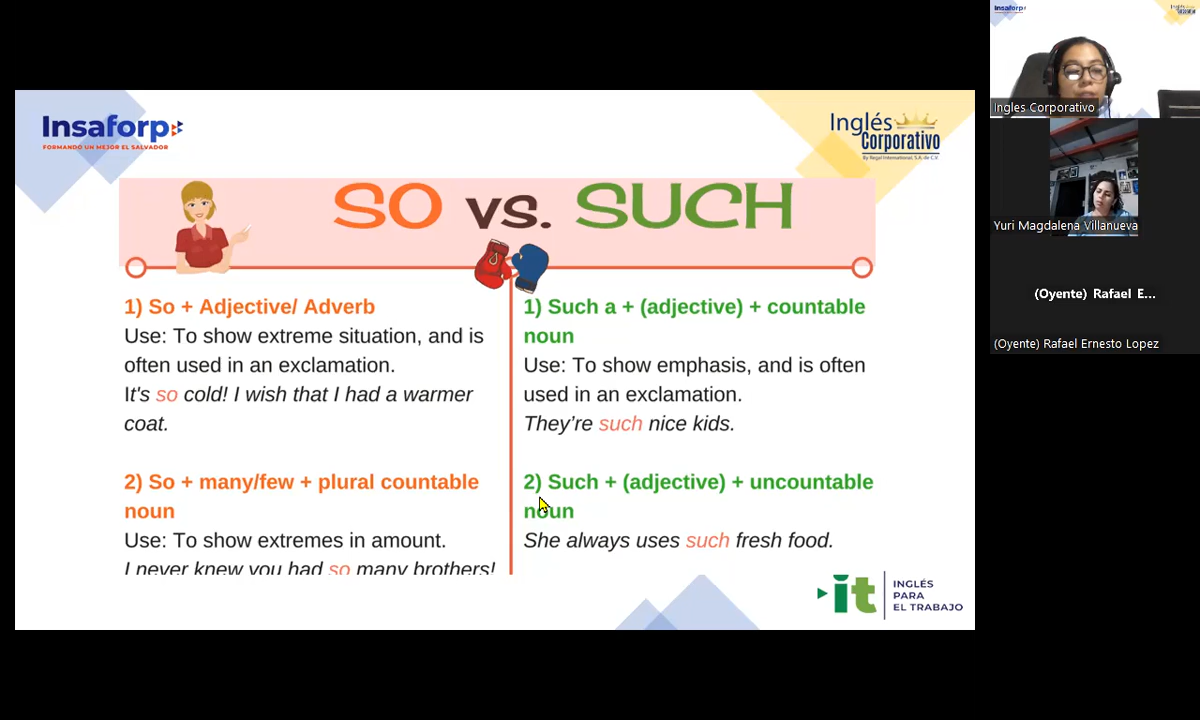 Insaforp
FORMANDO UN MEJOR EL SALVADOR
Inglés
Corporativo
By Regal International, S.A. de C.V.
SO vs. SUCH
1) So + Adjective/ Adverb
Use: To show extreme situation, and is
often used in an exclamation.
It's so cold! I wish that I had a warmer
coat.
2) So + many/few + plural countable
noun
Use: To show extremes in amount.
I never knew you had so many brothers!
1) Such a + (adjective) + countable
noun
Use: To show emphasis, and is often
used in an exclamation.
They're such nice kids.
2) Such + (adjective) + uncountable
noun
She always uses such fresh food.
it
INGLÉS
PARA
EL TRABAJO
Insaforp
Ingles Corporativo
Yuri Magdalena Villanueva
(Oyente) Rafael E...
(Oyente) Rafael Ernesto Lopez